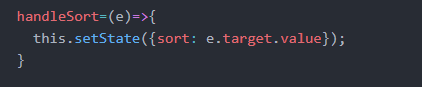 handleSort=(e)=>{
  this.setState({sort: e.target.value});
}